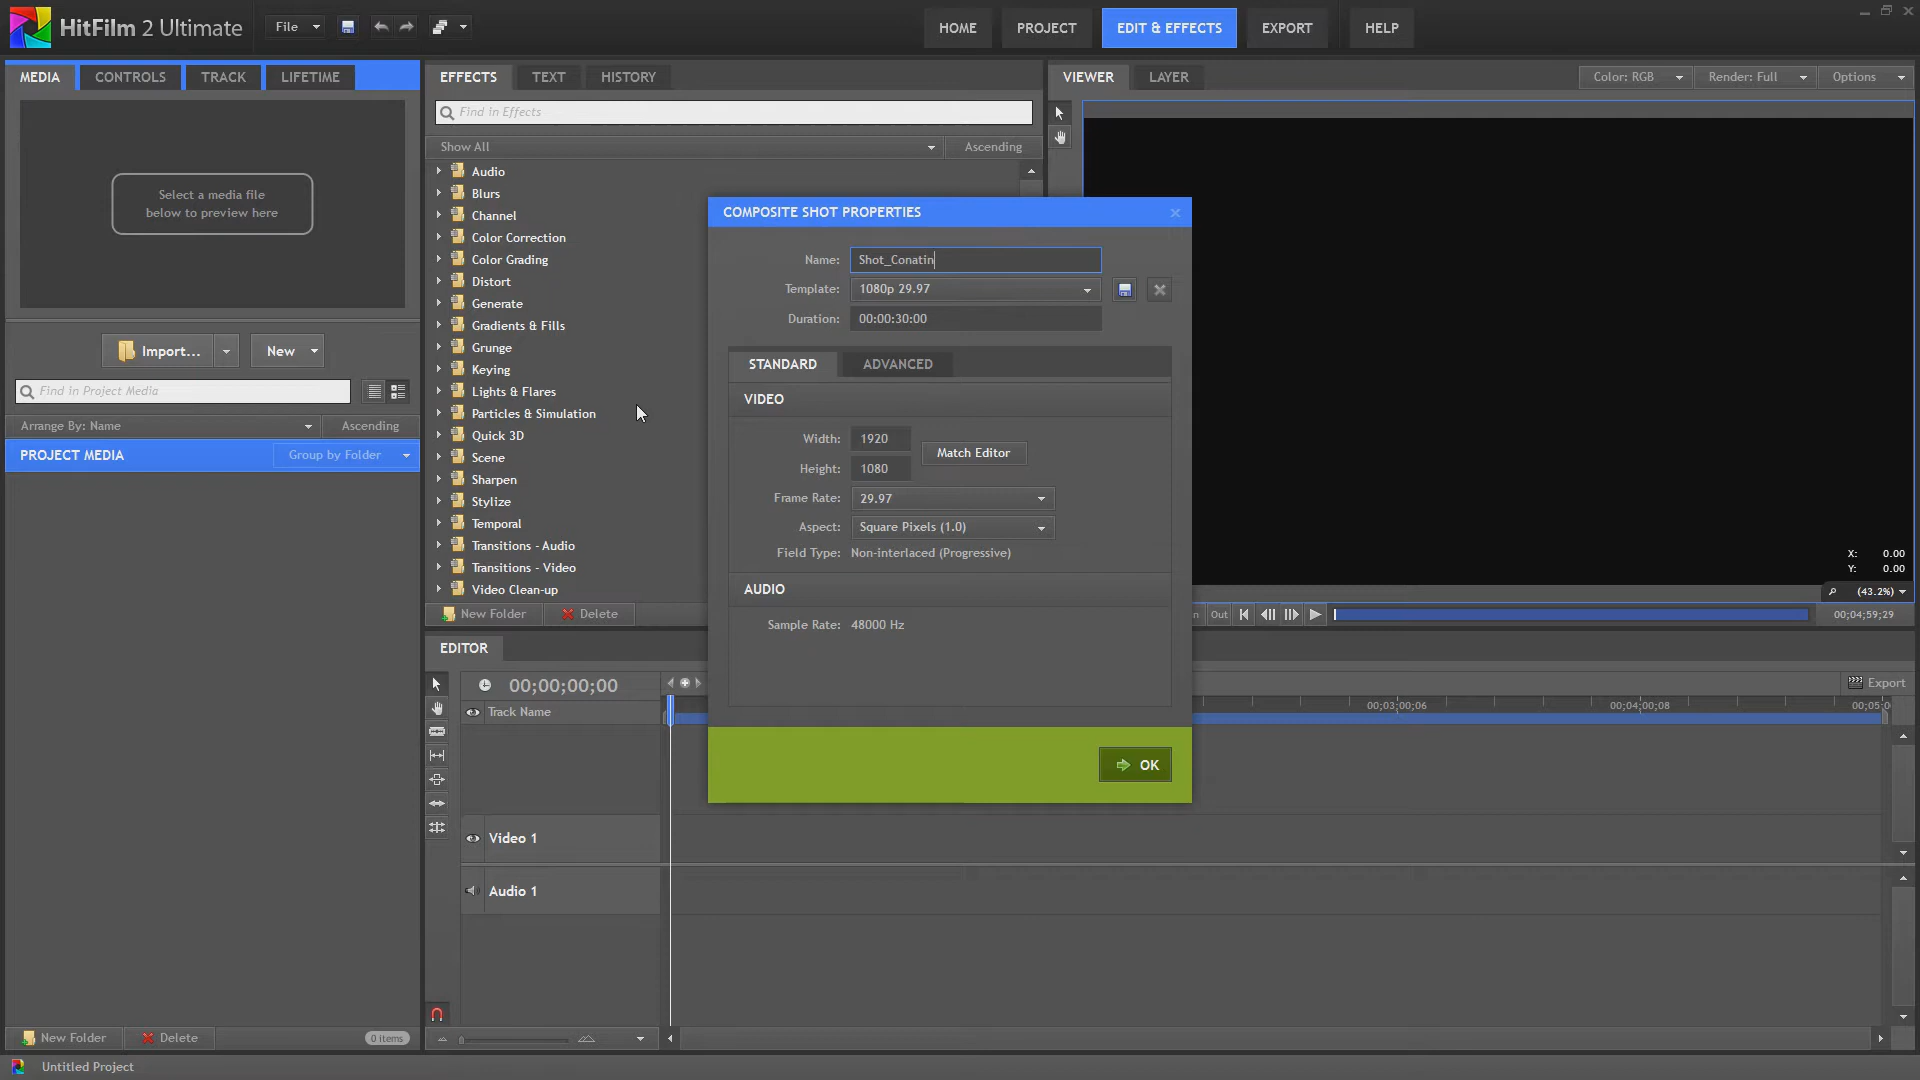 HitFilm 2 Ultimate
File
HOME
PROJECT
EDIT & EFFECTS
EXPORT
HELP
MEDIA
CONTROLS
TRACK
LIFETIME
Select a media file
below to preview here
Import...
New
Find in Project Media
Arrange By: Name
Ascending
PROJECT MEDIA
Group by Folder
New Folder
Delete
0 items
EFFECTS
TEXT
HISTORY
Find in Effects
Show All
Ascending
Audio
Blurs
Channel
Color Correction
Color Grading
Distort
Generate
Gradients & Fills
Grunge
Keying
Lights & Flares
Particles & Simulation
Quick 3D
Scene
Sharpen
Stylize
Temporal
Transitions - Audio
Transitions - Video
Video Clean-up
New Folder
Delete
VIEWER
LAYER
Color: RGB
Render: Full
Options
X: 0.00
Y: 0.00
(43.2%)
Out
00;04;59;29
COMPOSITE SHOT PROPERTIES
Name: Shot_Conatin
Template: 1080p 29.97
Duration: 00:00:30:00
STANDARD
ADVANCED
VIDEO
Width: 1920
Height: 1080
Match Editor
Frame Rate: 29.97
Aspect: Square Pixels (1.0)
Field Type: Non-interlaced (Progressive)
AUDIO
Sample Rate: 48000 Hz
OK
EDITOR
00;00;00;00
Track Name
Export
00;03;00;06
00;04;00;08
00;05;0
Video 1
Audio 1
Untitled Project